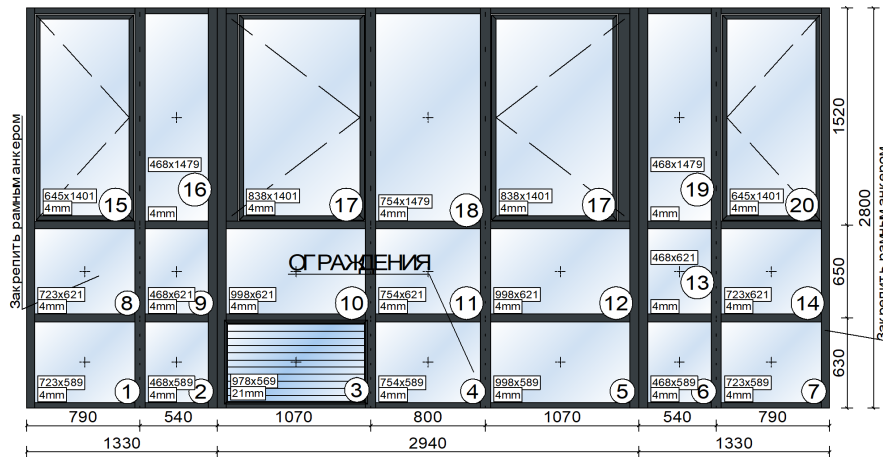 468x1479
468x1479
645x1401
4mm
15
16
4mm
838x1401
4mm
17
754x1479
4mm
18
838x1401
4mm
17
19
4mm
645x1401
4mm
20
1520
2800
Закрепить рамным анкером
Закрепить рамным анкером
ОГРАЖДЕНИЯ
723x621
4mm
8
468x621
4mm
9
998x621
4mm
10
754x621
4mm
11
998x621
4mm
12
468x621
4mm
13
723x621
4mm
14
650
723x589
4mm
1
468x589
4mm
2
978x569
21mm
3
754x589
4mm
4
998x589
4mm
5
468x589
4mm
6
723x589
4mm
7
630
790
540
1070
800
1070
540
790
1330
2940
1330